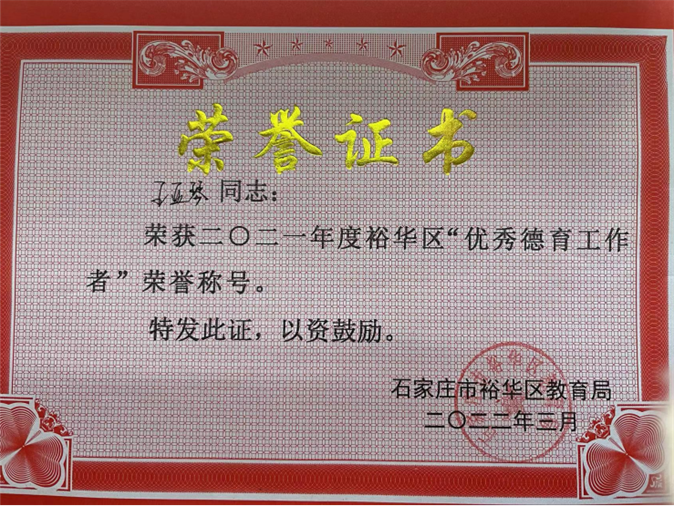 荣誉证书
同志：
荣获二〇二一年度裕华区“优秀德育工作
者”荣誉称号。
特发此证，以资鼓励。
石家庄市裕华区教育局
二〇二二年三月